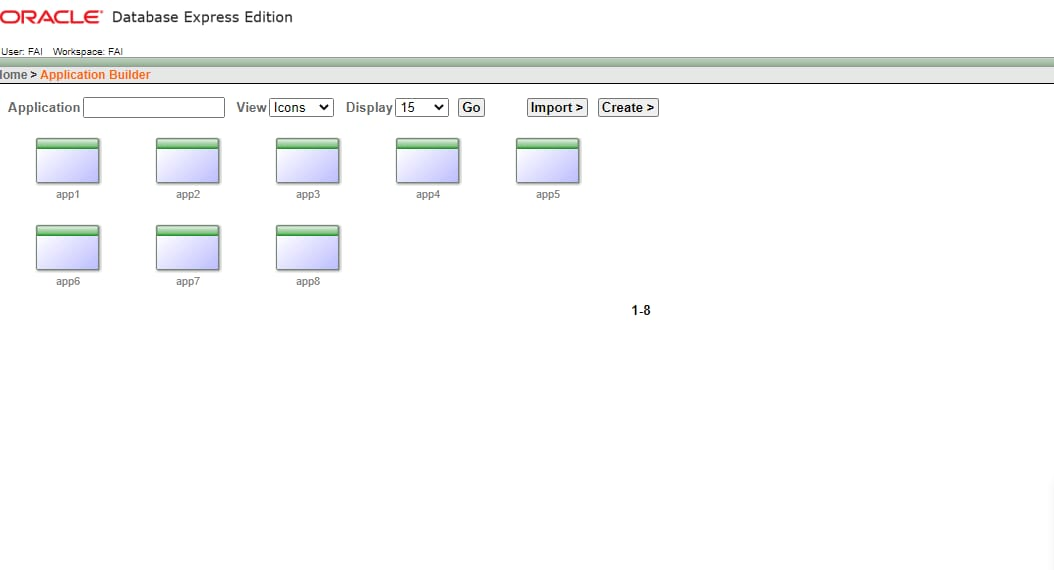 ORACLE Database Express Edition
User: FAI Workspace: FAI
ome > Application Builder
Application View Icons Display 15 Go Import > Create >
app1 app2 app3 app4 app5
app6 app7 app8
1-8